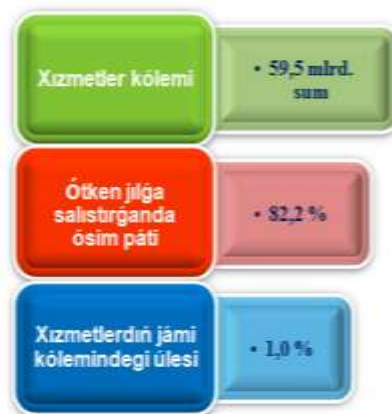 Xızmetler kólemi
• 59,5 mlrd.
sum
Ótken jılǵa
salıstırǵanda
ósim páti
• 82,2 %
Xızmetlerdiń jámi
kólemindegi úlesi
• 1,0 %